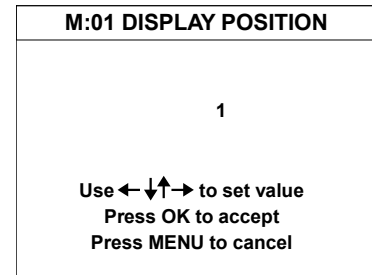 M:01 DISPLAY POSITION
1
Use ←↓↑→ to set value
Press OK to accept
Press MENU to cancel